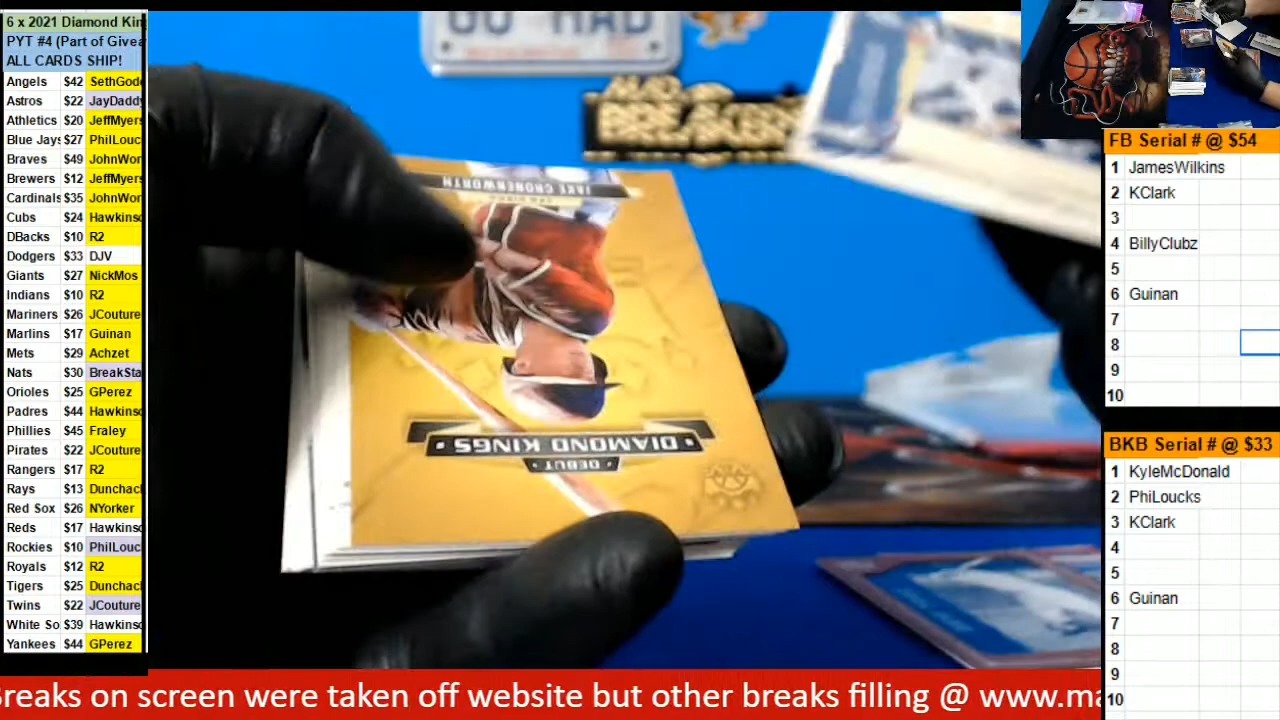 6 x 2021 Diamond Kin
PYT #4 (Part of Givea
ALL CARDS SHIP!
Angels $42 SethGod
Astros $22 JayDaddy
Athletics $20 JeffMyers
Blue Jays $27 PhilLouc
Braves $49 JohnWor
Brewers $12 JeffMyers
Cardinals $35 JohnWor
Cubs $24 Hawkins
DBacks $10 R2
Dodgers $33 DJV
Giants $27 NickMos
Indians $10 R2
Mariners $26 JCouture
Marlins $17 Guinan
Mets $29 Achzet
Nats $30 BreakSta
Orioles $25 GPerez
Padres $44 Hawkins
Phillies $45 Fraley
Pirates $22 JCouture
Rangers $17 R2
Rays $13 Dunchac
Red Sox $26 NYorker
Reds $17 Hawkins
Rockies $10 PhilLouc
Royals $12 R2
Tigers $25 Dunchac
Twins $22 JCouture
White So $39 Hawkins
Yankees $44 GPerez
BREAKERS
JAKE CRONENWORTH
SAN DIEGO
DIAMOND KINGS
DEBUT
FB Serial # @ $54
1 JamesWilkins
2 KClark
3
4 BillyClubz
5
6 Guinan
7
8
9
10
BKB Serial # @ $33
1 KyleMcDonald
2 PhiLoucks
3 KClark
4
5
6 Guinan
7
8
9
10
Breaks on screen were taken off website but other breaks filling @ www.ma